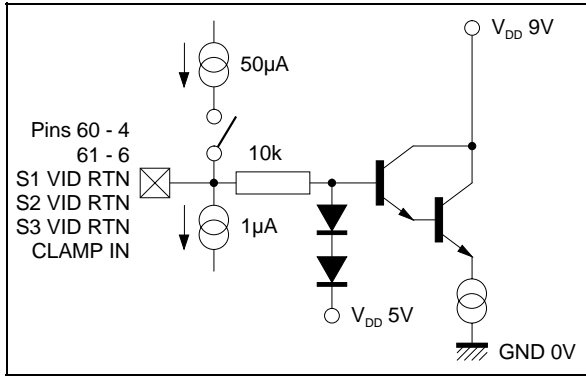 V_DD 9V
50µA
Pins 60 - 4
61 - 6
10k
S1 VID RTN
S2 VID RTN
S3 VID RTN
1µA
CLAMP IN
V_DD 5V
GND 0V